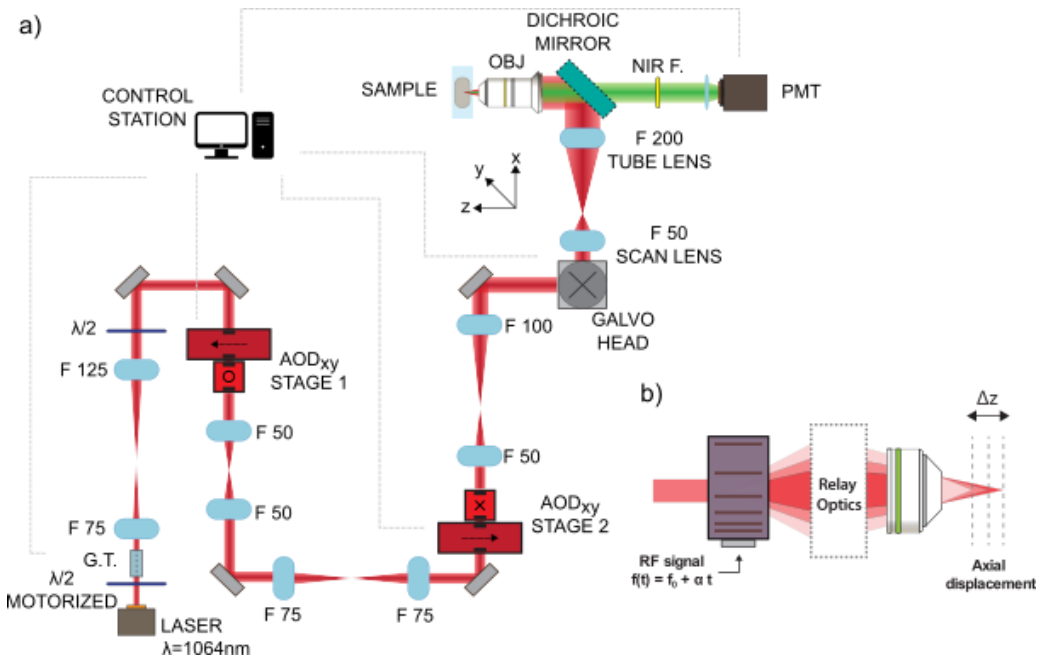 a)
DICHROIC
MIRROR
OBJ
NIR F.
SAMPLE
PMT
CONTROL
STATION
F 200
TUBE LENS
x
y
z
F 50
SCAN LENS
GALVO
HEAD
λ/2
F 125
AODxy
STAGE 1
F 100
F 50
F 50
F 50
AODxy
STAGE 2
F 75
G.T.
λ/2
MOTORIZED
F 75
F 75
LASER
λ=1064nm
b)
Δz
Relay
Optics
RF signal
f(t) = f₀ + α t
Axial
displacement